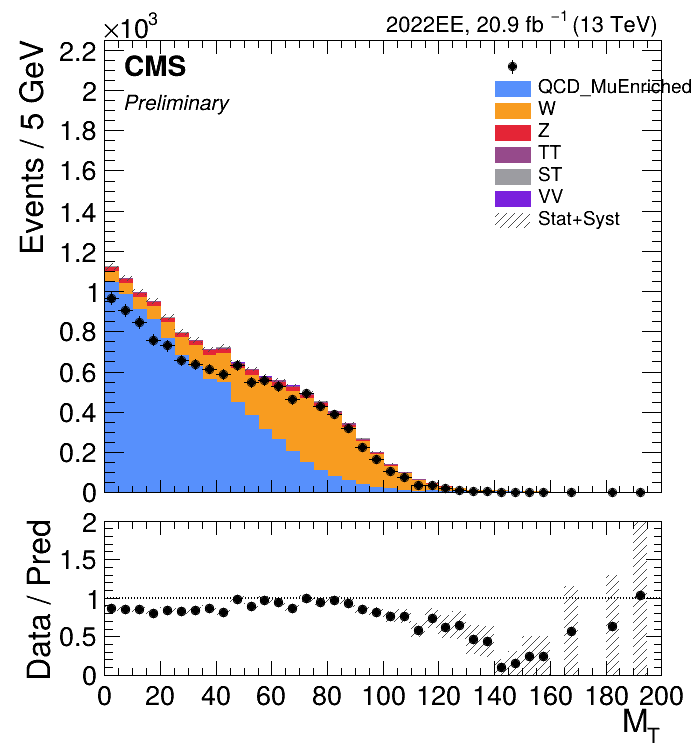 ×10³ 2022EE, 20.9 fb⁻¹ (13 TeV)
CMS
Preliminary
QCD_MuEnriched
W
Z
TT
ST
VV
Stat+Syst
Events / 5 GeV
2.2
2
1.8
1.6
1.4
1.2
1
0.8
0.6
0.4
0.2
0
Data / Pred
2
1.5
1
0.5
0
0 20 40 60 80 100 120 140 160 180 200
M_T